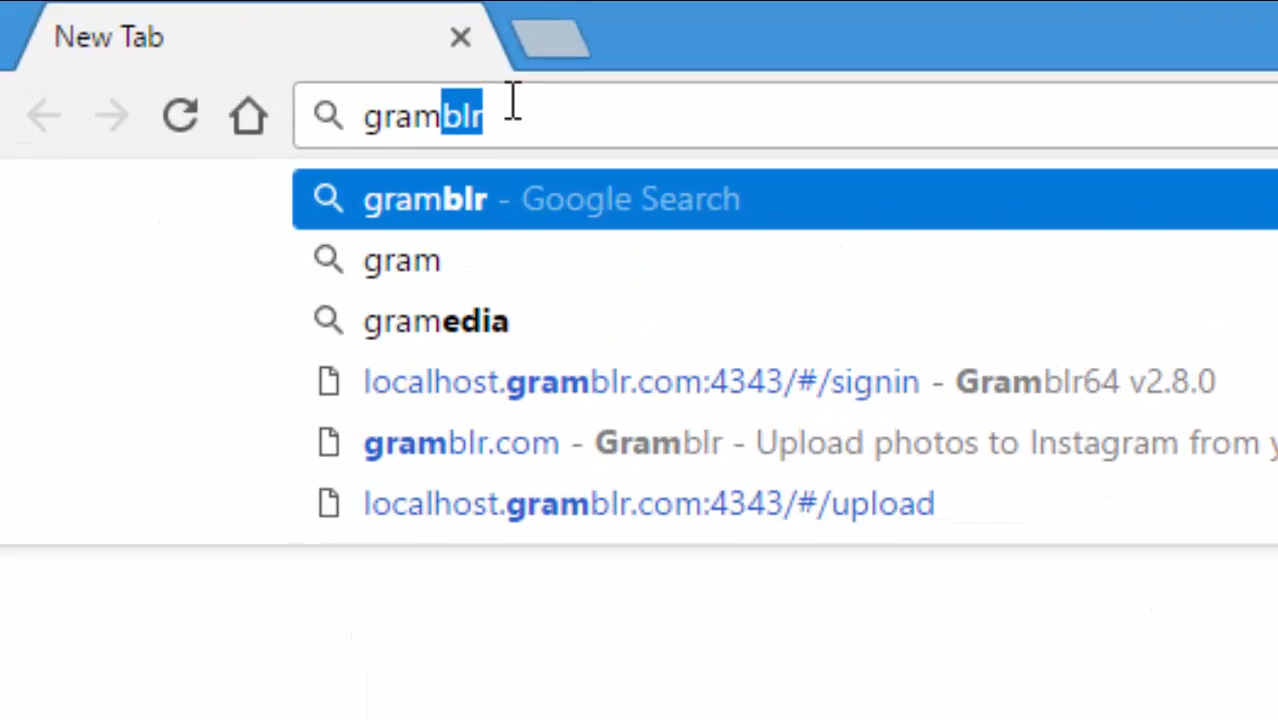 New Tab
gramblr
gramblr - Google Search
gram
gramedia
localhost.gramblr.com:4343/#/signin - Gramblr64 v2.8.0
gramblr.com - Gramblr - Upload photos to Instagram from
localhost.gramblr.com:4343/#/upload